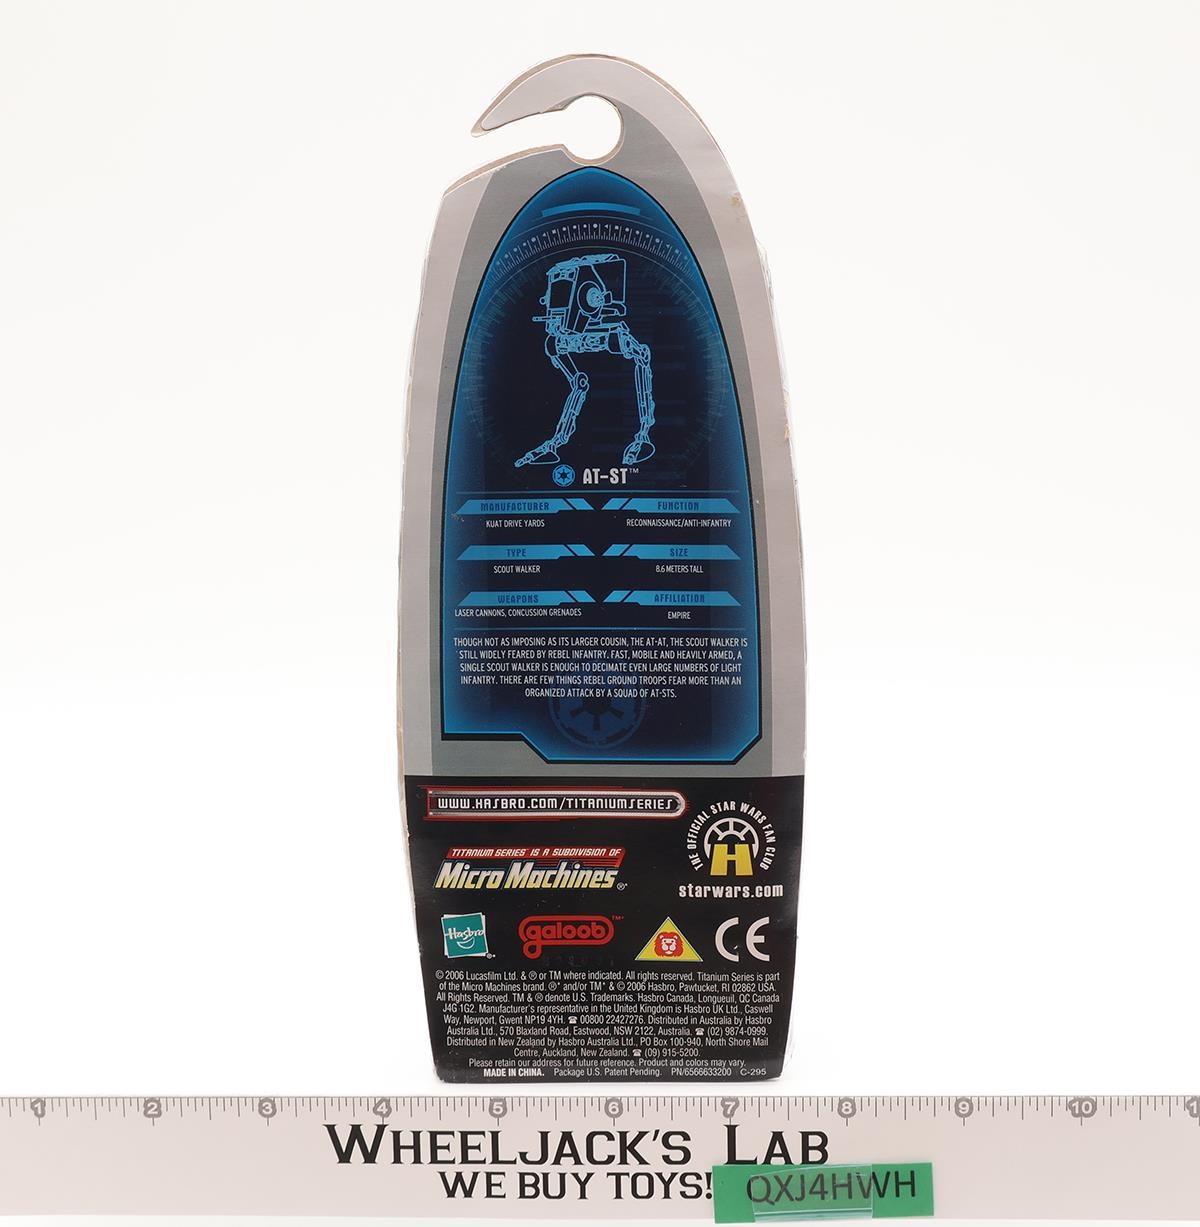 AT-ST™
MANUFACTURER FUNCTION
KUAT DRIVE YARDS RECONNAISSANCE/ANTI-INFANTRY
TYPE SIZE
SCOUT WALKER 8.6 METERS TALL
WEAPONS AFFILIATION
LASER CANNONS, CONCUSSION GRENADES EMPIRE
THOUGH NOT AS IMPOSING AS ITS LARGER COUSIN, THE AT-AT, THE SCOUT WALKER IS
STILL WIDELY FEARED BY REBEL INFANTRY. FAST, MOBILE AND HEAVILY ARMED, A
SINGLE SCOUT WALKER IS ENOUGH TO DECIMATE EVEN LARGE NUMBERS OF LIGHT
INFANTRY. THERE ARE FEW THINGS REBEL GROUND TROOPS FEAR MORE THAN AN
ORGANIZED ATTACK BY A SQUAD OF AT-STS.
WWW.HASBRO.COM/TITANIUMSERIES
THE OFFICIAL STAR WARS FAN CLUB
H
starwars.com
TITANIUM SERIES IS A SUBDIVISION OF
Micro Machines®
Hasbro®
galoob™
CE
© 2006 Lucasfilm Ltd. & ® or TM where indicated. All rights reserved. Titanium Series is part
of the Micro Machines brand. ®* and/or TM* & © 2006 Hasbro, Pawtucket, RI 02862 USA.
All Rights Reserved. TM & ® denote U.S. Trademarks. Hasbro Canada, Longueuil, QC Canada
J4G 1G2. Manufacturer's representative in the United Kingdom is Hasbro UK Ltd., Caswell
Way, Newport, Gwent NP19 4YH. ☎ 00800 22427276. Distributed in Australia by Hasbro
Australia Ltd., 570 Blaxland Road, Eastwood, NSW 2122, Australia. ☎ (02) 9874-0999.
Distributed in New Zealand by Hasbro Australia Ltd., PO Box 100-940, North Shore Mail
Centre, Auckland, New Zealand. ☎ (09) 915-5200.
Please retain our address for future reference. Product and colors may vary.
MADE IN CHINA. Package U.S. Patent Pending. PN/6566633200 C-295
1 2 3 4 5 6 7 8 9 10
WHEELJACK'S LAB
WE BUY TOYS!
QXJ4HWH